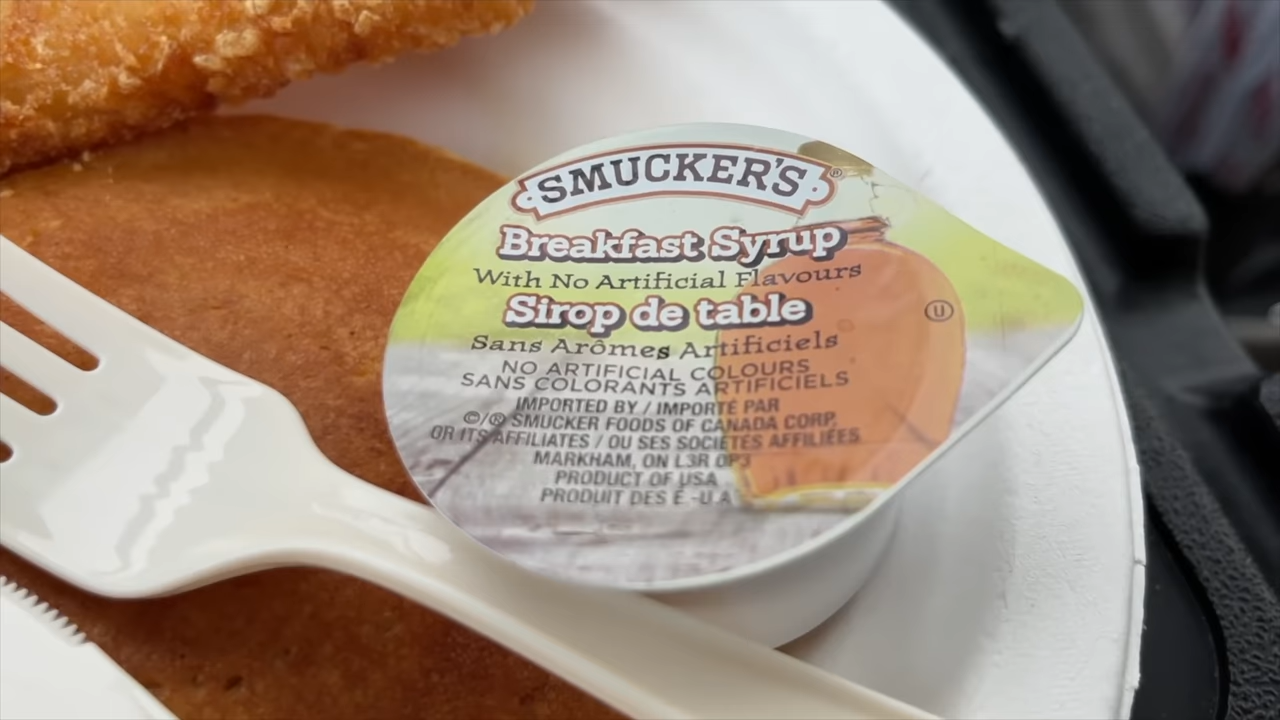 SMUCKER'S®
Breakfast Syrup
With No Artificial Flavours
Sirop de table
Sans Arômes Artificiels
NO ARTIFICIAL COLOURS
SANS COLORANTS ARTIFICIELS
IMPORTED BY / IMPORTÉ PAR
©/® SMUCKER FOODS OF CANADA CORP.
OR ITS AFFILIATES / OU SES SOCIÉTÉS AFFILIÉES
MARKHAM, ON L3R 0P3
PRODUCT OF USA
PRODUIT DES É.-U.A
U